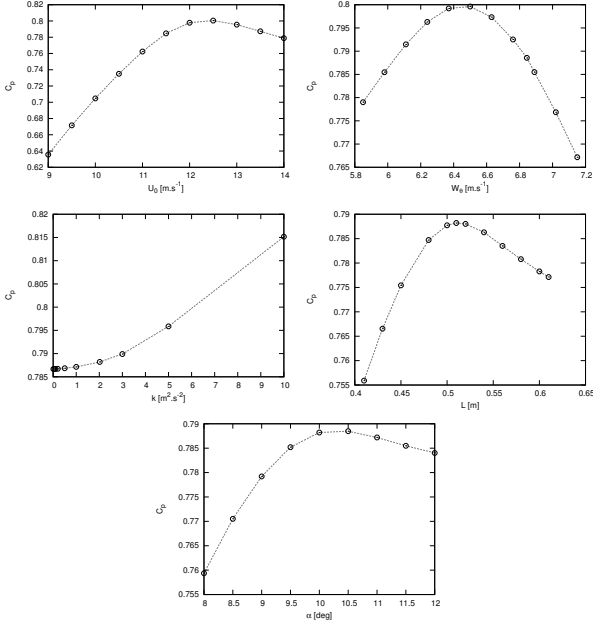 0.82
0.8
0.78
0.76
0.74
0.72
0.7
0.68
0.66
0.64
0.62
C_p
9 10 11 12 13 14
U_0 [m.s^-1]
0.8
0.795
0.79
0.785
0.78
0.775
0.77
0.765
C_p
5.8 6 6.2 6.4 6.6 6.8 7 7.2
W_θ [m.s^-1]
0.82
0.815
0.81
0.805
0.8
0.795
0.79
0.785
C_p
0 1 2 3 4 5 6 7 8 9 10
k [m^2.s^-2]
0.79
0.785
0.78
0.775
0.77
0.765
0.76
0.755
C_p
0.4 0.45 0.5 0.55 0.6 0.65
L [m]
0.79
0.785
0.78
0.775
0.77
0.765
0.76
0.755
C_p
8 8.5 9 9.5 10 10.5 11 11.5 12
α [deg]